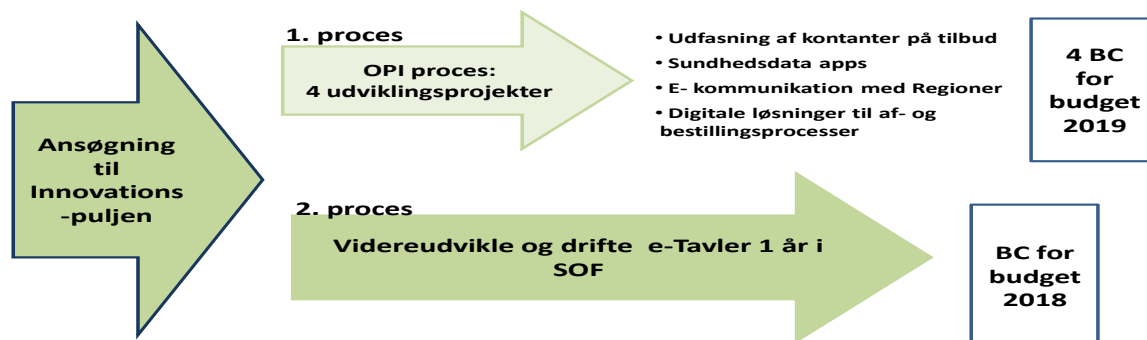 Ansøgning
til
Innovations
-puljen
1. proces
OPI proces:
4 udviklingsprojekter
• Udfasning af kontanter på tilbud
• Sundhedsdata apps
• E- kommunikation med Regioner
• Digitale løsninger til af- og
bestillingsprocesser
4 BC
for
budget
2019
2. proces
Videreudvikle og drifte e-Tavler 1 år i
SOF
BC for
budget
2018